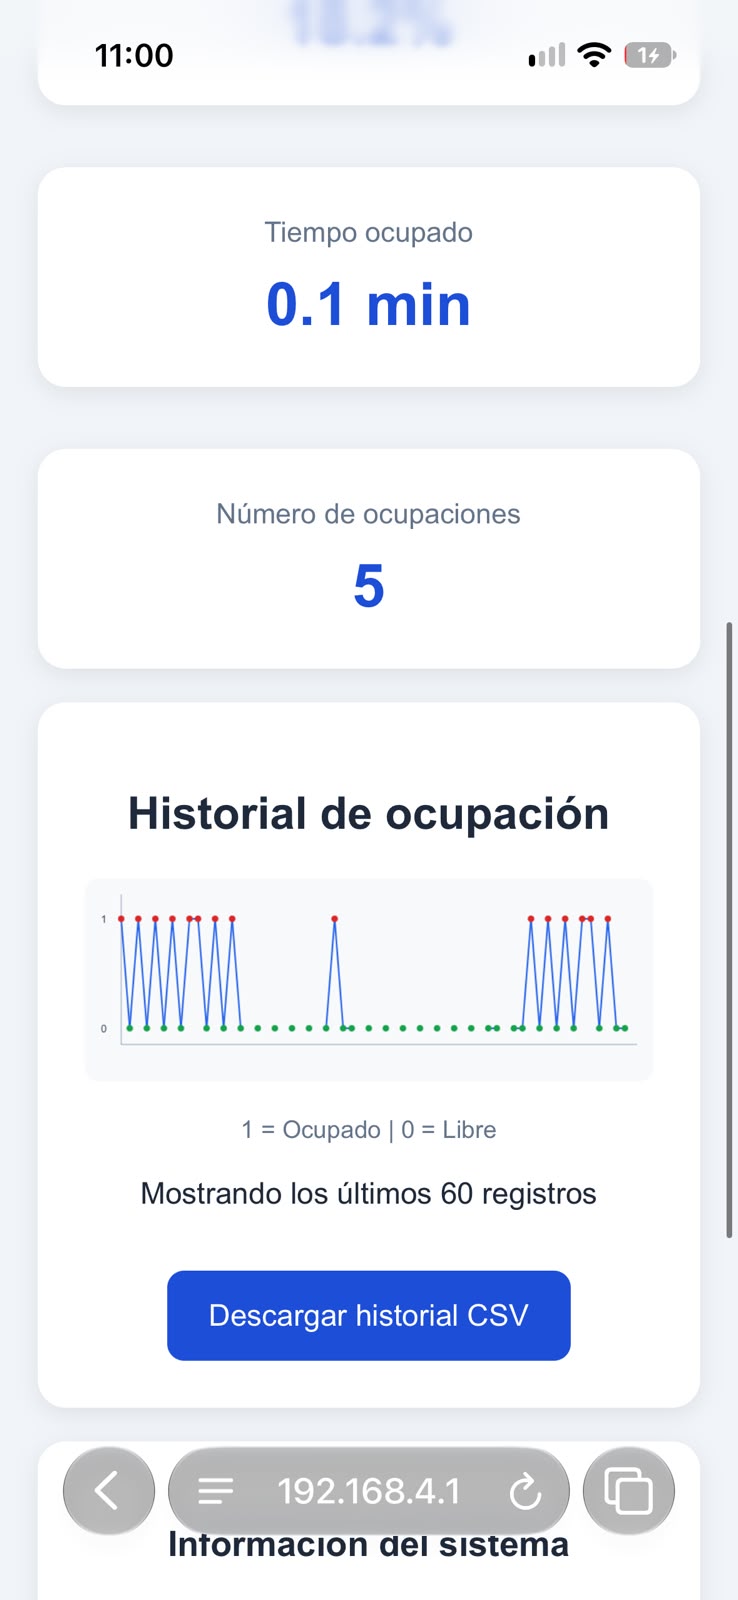 11:00
1
Tiempo ocupado
0.1 min
Número de ocupaciones
5
Historial de ocupación
1
0
1 = Ocupado | 0 = Libre
Mostrando los últimos 60 registros
Descargar historial CSV
192.168.4.1
Información del sistema